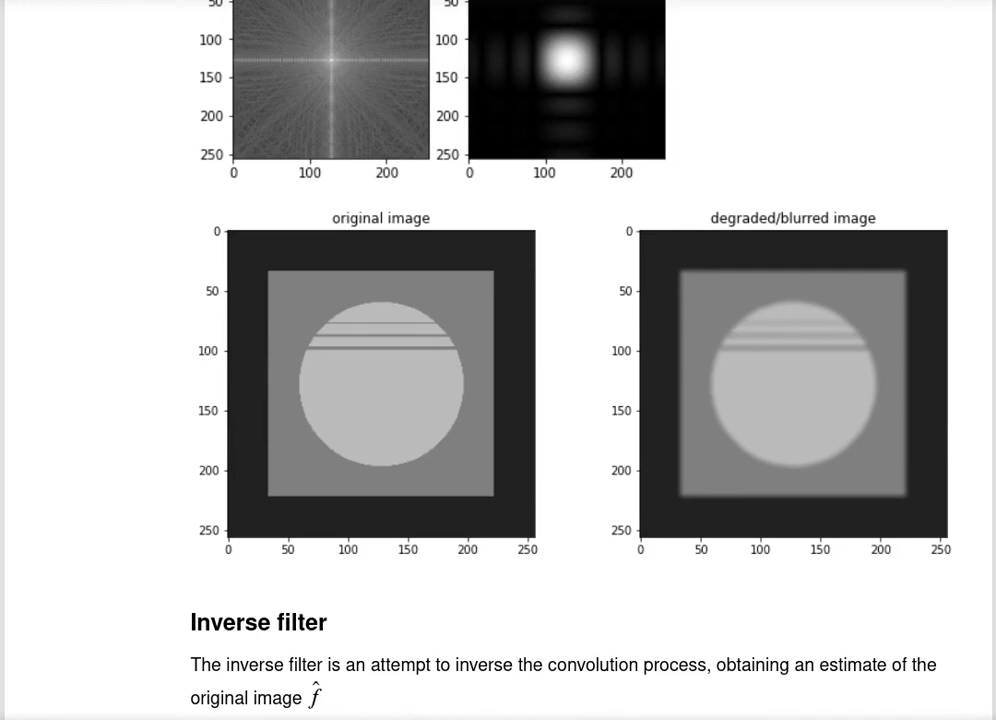 50 50
100 100
150 150
200 200
250 250
0 100 200 0 100 200
original image degraded/blurred image
0 0
50 50
100 100
150 150
200 200
250 250
0 50 100 150 200 250 0 50 100 150 200 250
Inverse filter
The inverse filter is an attempt to inverse the convolution process, obtaining an estimate of the
original image f̂